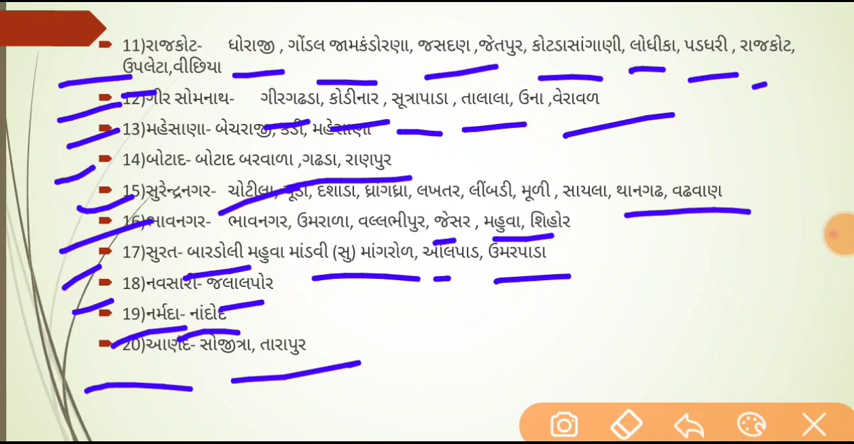 11)રાજકોટ- ધોરાજી , ગોંડલ જામકંડોરણા, જસદણ ,જેતપુર, કોટડાસાંગાણી, લોધીકા, પડધરી , રાજકોટ,
ઉપલેટા,વીછિયા
12)ગીર સોમનાથ- ગીરગઢડા, કોડીનાર , સૂત્રાપાડા , તાલાલા, ઉના ,વેરાવળ
13)મહેસાણા- બેચરાજી, કડી, મહેસાણા
14)બોટાદ- બોટાદ બરવાળા ,ગઢડા, રાણપુર
15)સુરેન્દ્રનગર- ચોટીલા, ચૂડા, દશાડા, ધ્રાંગધ્રા, લખતર, લીંબડી, મૂળી , સાયલા, થાનગઢ, વઢવાણ
16)ભાવનગર- ભાવનગર, ઉમરાળા, વલ્લભીપુર, જેસર , મહુવા, શિહોર
17)સુરત- બારડોલી મહુવા માંડવી (સુ) માંગરોળ, ઓલપાડ, ઉમરપાડા
18)નવસારી- જલાલપોર
19)નર્મદા- નાંદોદ
20)આણંદ- સોજીત્રા, તારાપુર